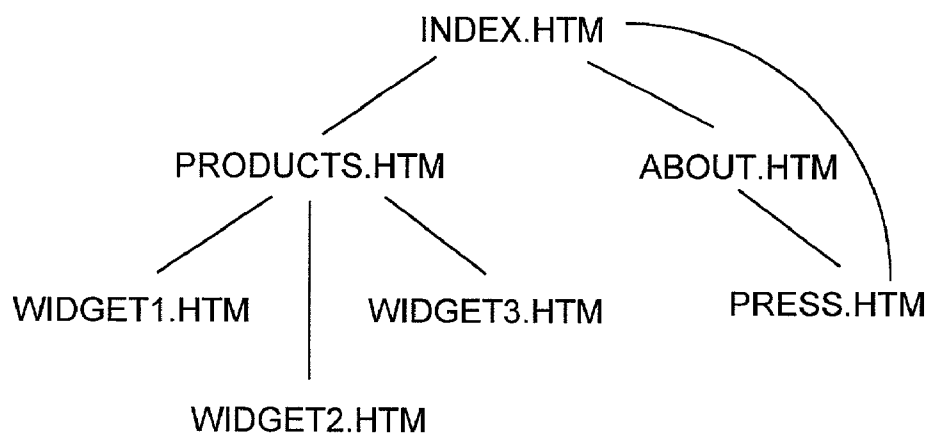 INDEX.HTM
PRODUCTS.HTM
ABOUT.HTM
WIDGET1.HTM
WIDGET3.HTM
PRESS.HTM
WIDGET2.HTM